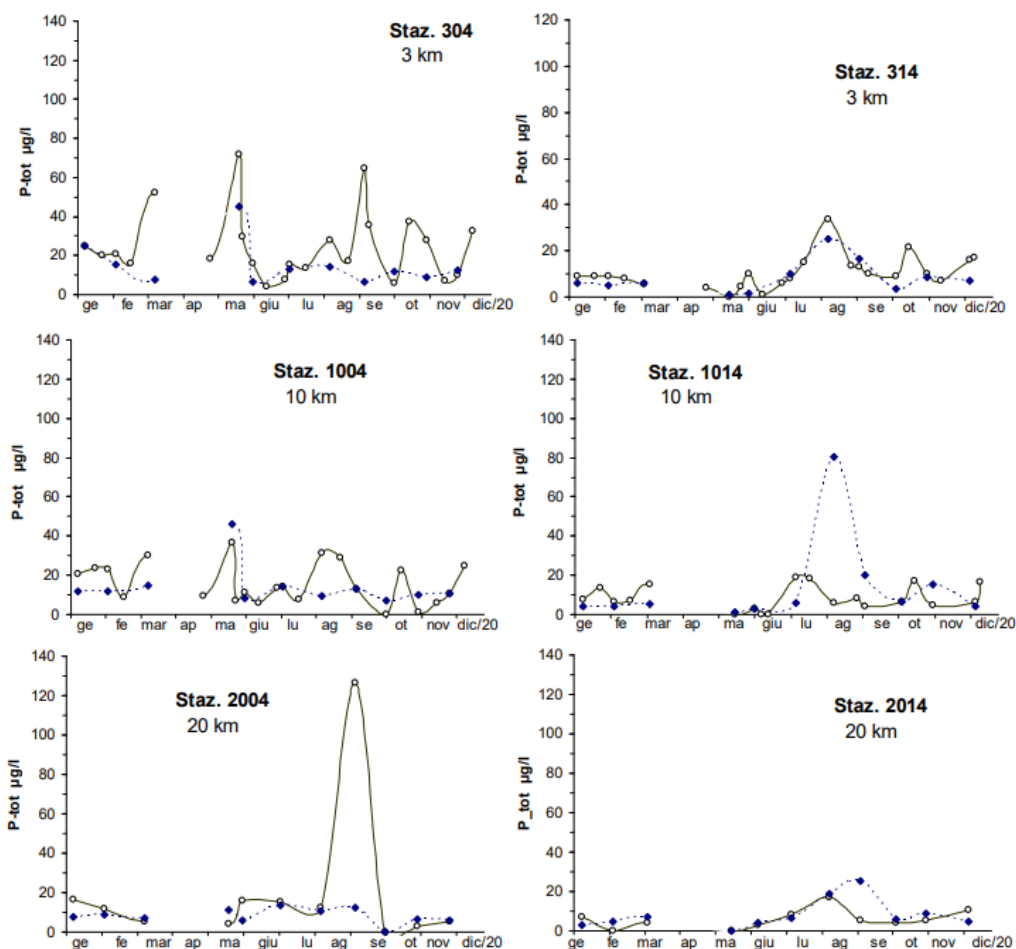 140
120
100
80
60
40
20
0
P-tot µg/l
Staz. 304
3 km
ge fe mar ap ma giu lu ag se ot nov dic/20
120
100
80
60
40
20
0
P-tot µg/l
Staz. 314
3 km
ge fe mar ap ma giu lu ag se ot nov dic/20
140
120
100
80
60
40
20
0
P-tot µg/l
Staz. 1004
10 km
ge fe mar ap ma giu lu ag se ot nov dic/20
140
120
100
80
60
40
20
0
P-tot µg/l
Staz. 1014
10 km
ge fe mar ap ma giu lu ag se ot nov dic/20
140
120
100
80
60
40
20
0
P-tot µg/l
Staz. 2004
20 km
ge fe mar ap ma giu lu ag se ot nov dic/20
140
120
100
80
60
40
20
0
P_tot µg/l
Staz. 2014
20 km
ge fe mar ap ma giu lu ag se ot nov dic/20